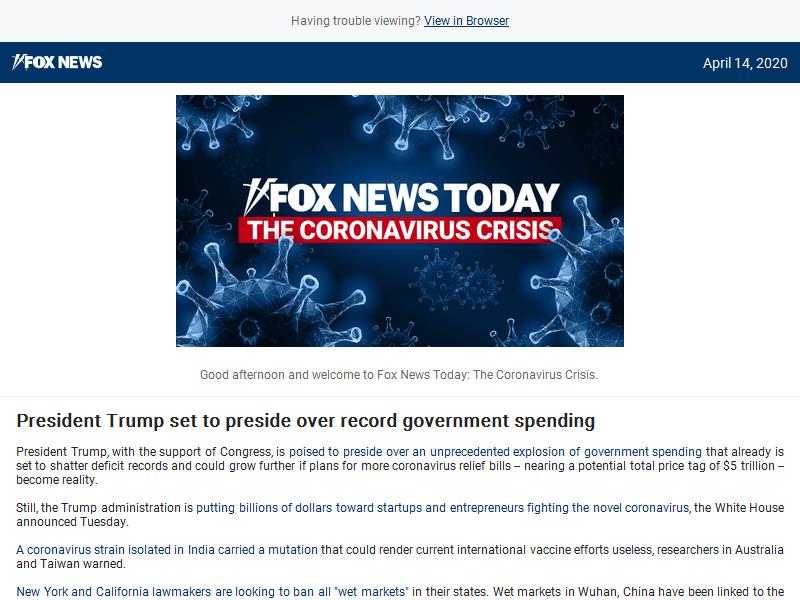 Having trouble viewing? View in Browser
FOX NEWS
April 14, 2020
FOX NEWS TODAY
THE CORONAVIRUS CRISIS
Good afternoon and welcome to Fox News Today: The Coronavirus Crisis.
President Trump set to preside over record government spending
President Trump, with the support of Congress, is poised to preside over an unprecedented explosion of government spending that already is
set to shatter deficit records and could grow further if plans for more coronavirus relief bills – nearing a potential total price tag of $5 trillion –
become reality.
Still, the Trump administration is putting billions of dollars toward startups and entrepreneurs fighting the novel coronavirus, the White House
announced Tuesday.
A coronavirus strain isolated in India carried a mutation that could render current international vaccine efforts useless, researchers in Australia
and Taiwan warned.
New York and California lawmakers are looking to ban all "wet markets" in their states. Wet markets in Wuhan, China have been linked to the